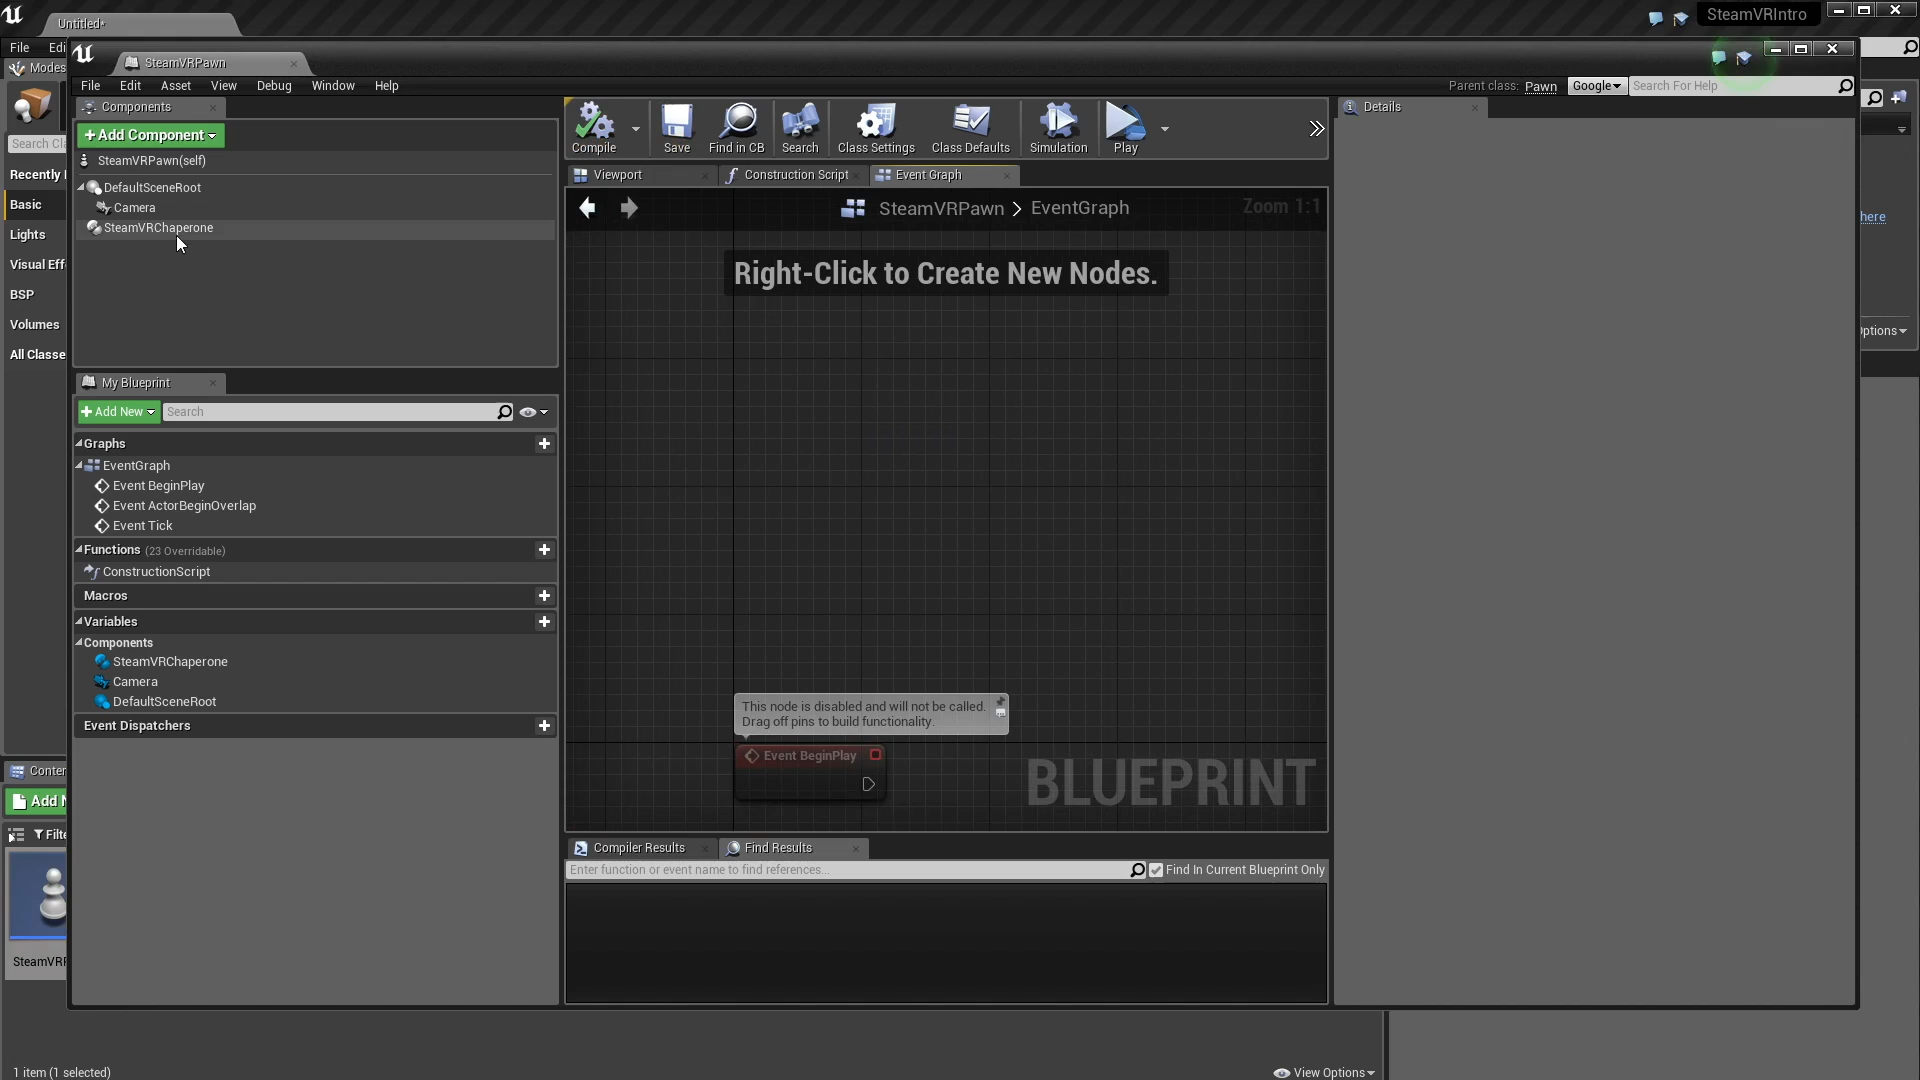 Untitled*
SteamVRIntro
File Edi
Modes
SteamVRPawn
File Edit Asset View Debug Window Help
Parent class: Pawn Google Search For Help
Components
Compile Save Find in CB Search Class Settings Class Defaults Simulation Play
Details
+Add Component
SteamVRPawn(self)
DefaultSceneRoot
Camera
SteamVRChaperone
Search Cl
Recently
Basic
Lights
Visual Eff
BSP
Volumes
All Classe
Viewport Construction Script Event Graph
SteamVRPawn > EventGraph
Zoom 1:1
Right-Click to Create New Nodes.
here
ptions
My Blueprint
+Add New Search
Graphs
EventGraph
Event BeginPlay
Event ActorBeginOverlap
Event Tick
Functions (23 Overridable)
ConstructionScript
Macros
Variables
Components
SteamVRChaperone
Camera
DefaultSceneRoot
Event Dispatchers
This node is disabled and will not be called.
Drag off pins to build functionality.
Event BeginPlay
BLUEPRINT
Compiler Results Find Results
Enter function or event name to find references...
Find In Current Blueprint Only
Conter
Add N
Filte
SteamVRP
1 item (1 selected)
View Options